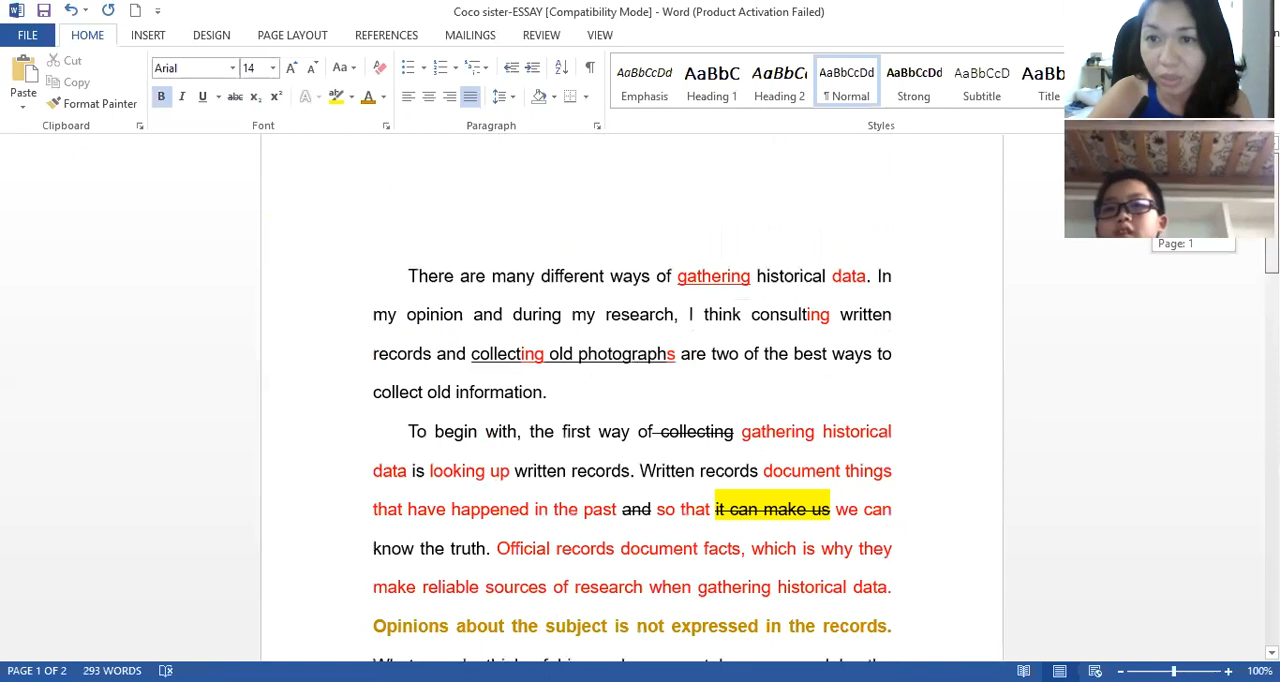 Coco sister-ESSAY [Compatibility Mode] - Word (Product Activation Failed)
FILE HOME INSERT DESIGN PAGE LAYOUT REFERENCES MAILINGS REVIEW VIEW
Cut
Copy
Format Painter
Paste
Arial 14
Aa
B I U abc x₂ x² A A
AaBbCcDd AaBbC AaBbCc AaBbCcDd AaBbCcDd AaBbCcD AaBb
Emphasis Heading 1 Heading 2 ¶ Normal Strong Subtitle Title
Clipboard Font Paragraph Styles
Page: 1
There are many different ways of gathering historical data. In
my opinion and during my research, I think consulting written
records and collecting old photographs are two of the best ways to
collect old information.
To begin with, the first way of collecting gathering historical
data is looking up written records. Written records document things
that have happened in the past and so that it can make us we can
know the truth. Official records document facts, which is why they
make reliable sources of research when gathering historical data.
Opinions about the subject is not expressed in the records.
PAGE 1 OF 2 293 WORDS 100%